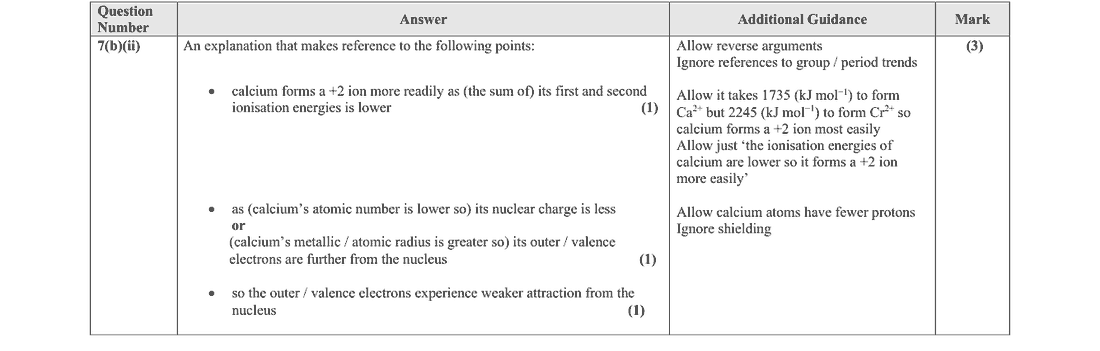 Question
Number
Answer
Additional Guidance
Mark
7(b)(ii)
An explanation that makes reference to the following points:
• calcium forms a +2 ion more readily as (the sum of) its first and second
ionisation energies is lower (1)
• as (calcium's atomic number is lower so) its nuclear charge is less
or
(calcium's metallic / atomic radius is greater so) its outer / valence
electrons are further from the nucleus (1)
• so the outer / valence electrons experience weaker attraction from the
nucleus (1)
Allow reverse arguments
Ignore references to group / period trends
Allow it takes 1735 (kJ mol⁻¹) to form
Ca²⁺ but 2245 (kJ mol⁻¹) to form Cr²⁺ so
calcium forms a +2 ion most easily
Allow just 'the ionisation energies of
calcium are lower so it forms a +2 ion
more easily'
Allow calcium atoms have fewer protons
Ignore shielding
(3)